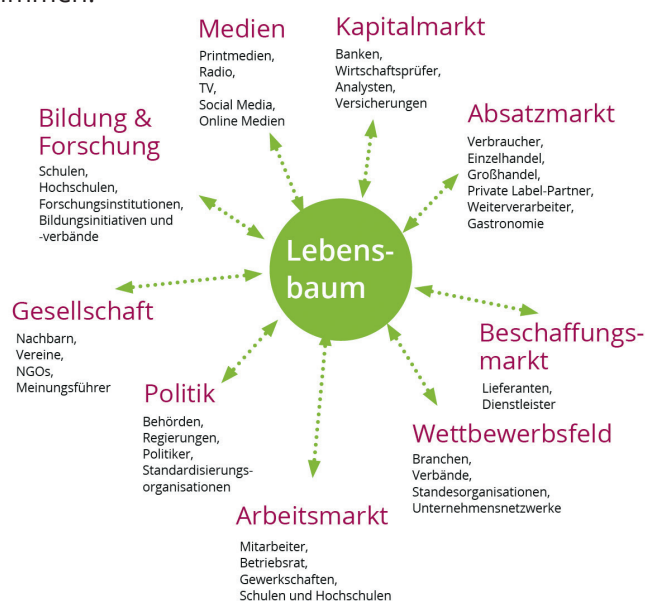 mmen.
Medien
Printmedien,
Radio,
TV,
Social Media,
Online Medien
Kapitalmarkt
Banken,
Wirtschaftsprüfer,
Analysten,
Versicherungen
Absatzmarkt
Verbraucher,
Einzelhandel,
Großhandel,
Private Label-Partner,
Weiterverarbeiter,
Gastronomie
Bildung &
Forschung
Schulen,
Hochschulen,
Forschungsinstitutionen,
Bildungsinitiativen und
-verbände
Lebens-
baum
Gesellschaft
Nachbarn,
Vereine,
NGOs,
Meinungsführer
Beschaffungs-
markt
Lieferanten,
Dienstleister
Politik
Behörden,
Regierungen,
Politiker,
Standardisierungs-
organisationen
Wettbewerbsfeld
Branchen,
Verbände,
Standesorganisationen,
Unternehmensnetzwerke
Arbeitsmarkt
Mitarbeiter,
Betriebsrat,
Gewerkschaften,
Schulen und Hochschulen